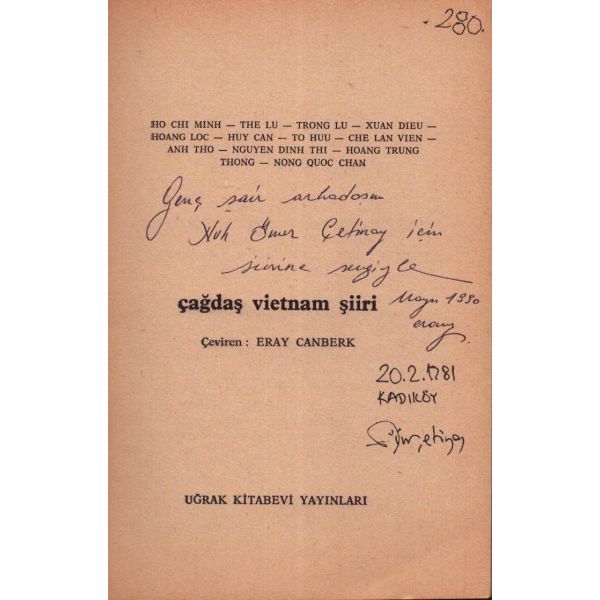 - 280.
HO CHI MINH — THE LU — TRONG LU — XUAN DIEU —
HOANG LOC — HUY CAN — TO HUU — CHE LAN VIEN —
ANH THO — NGUYEN DINH THI — HOANG TRUNG
THONG — NONG QUOC CHAN
Genç şair arkadaşım
Nuh Ömer Çetinay için
şiirine sevgiyle
çağdaş vietnam şiiri
Mayıs 1990
eray
Çeviren : ERAY CANBERK
20.2.1981
KADIKÖY
UĞRAK KİTABEVİ YAYINLARI